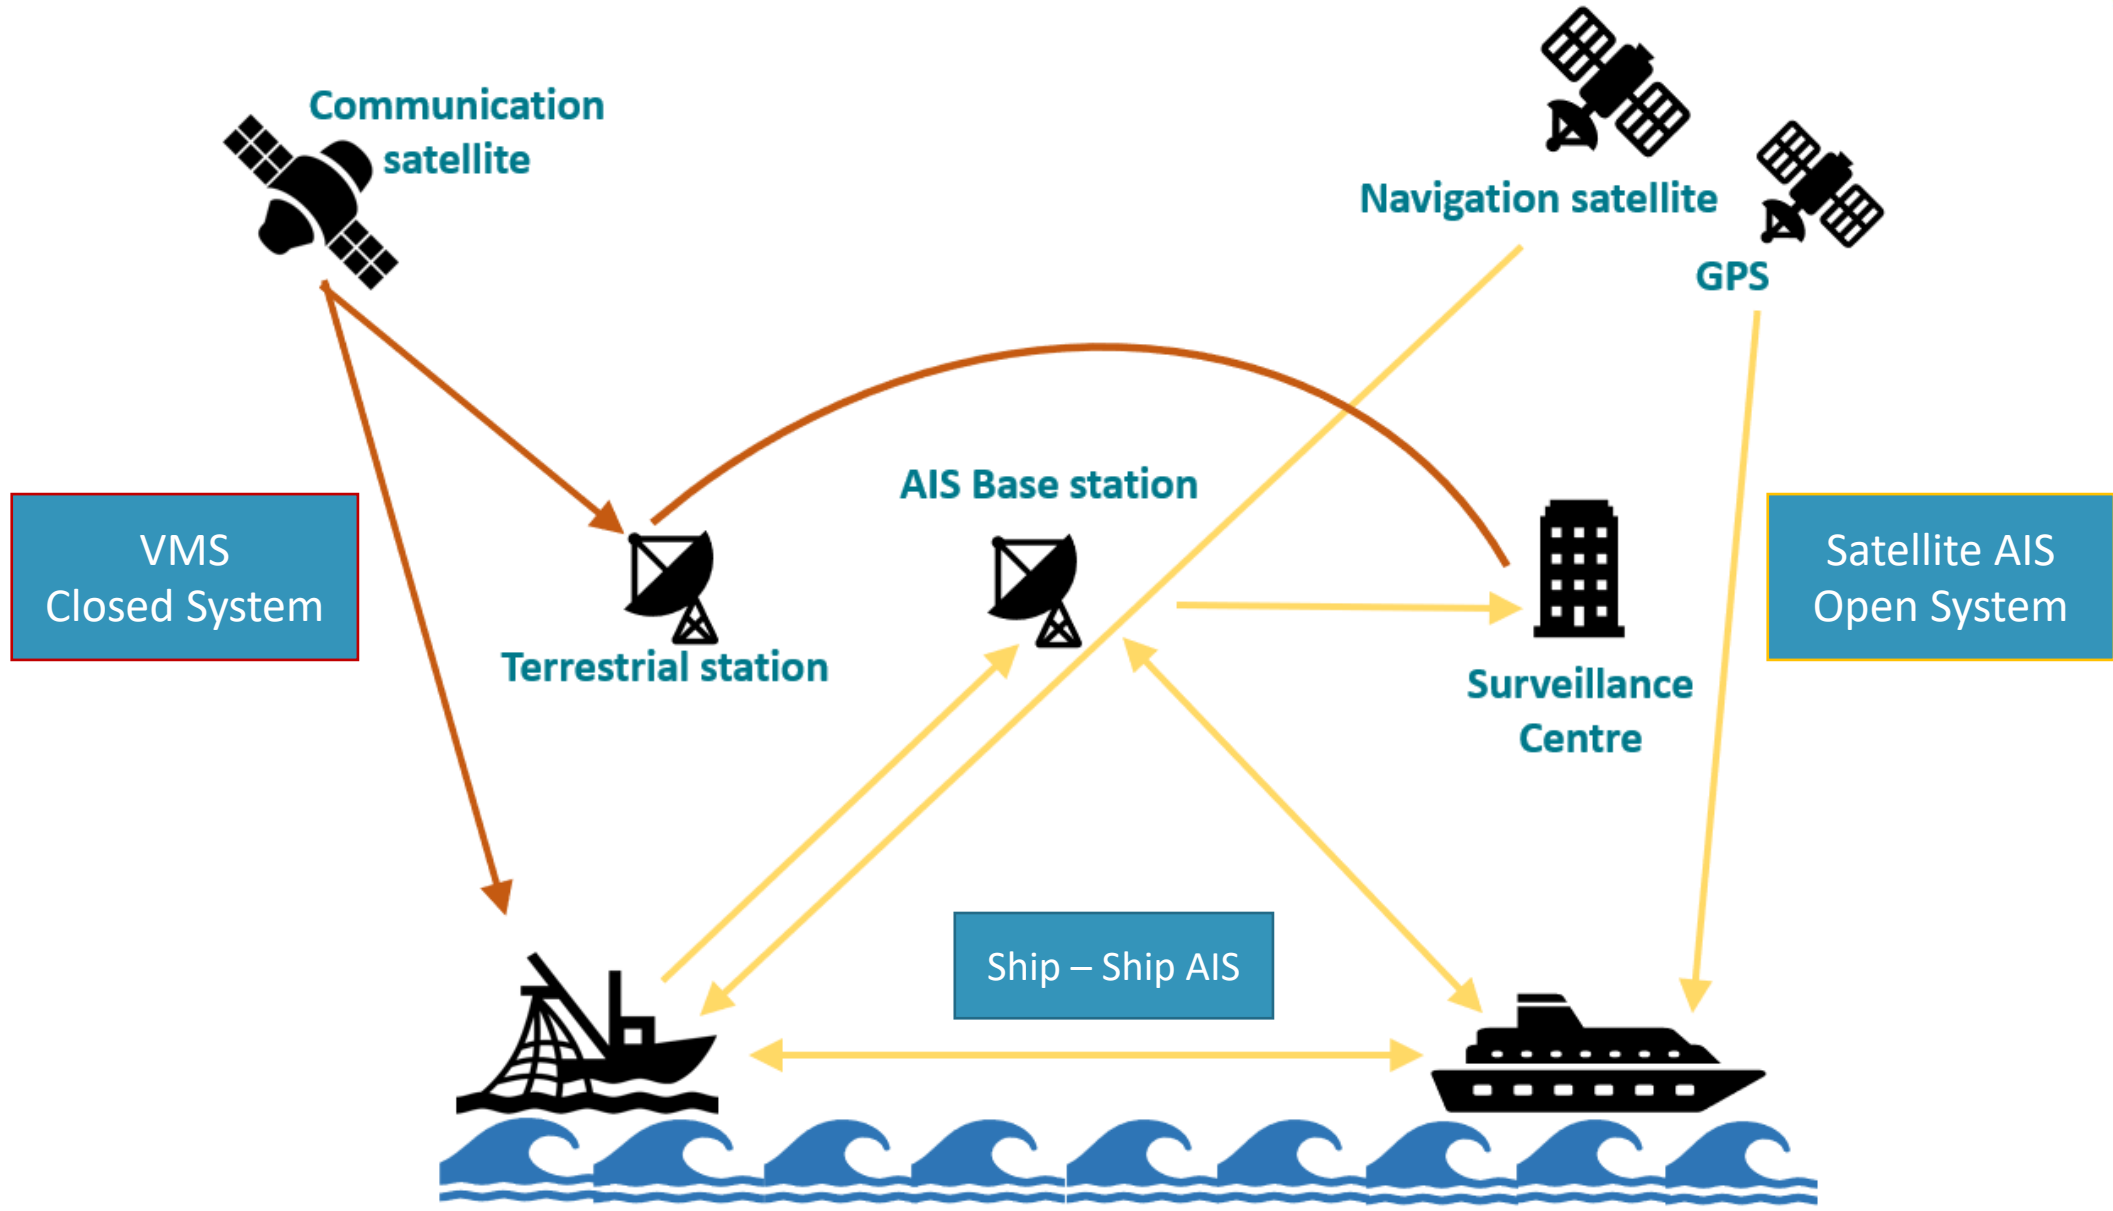 Communication
satellite
Navigation satellite
GPS
AIS Base station
VMS
Closed System
Satellite AIS
Open System
Terrestrial station
Surveillance
Centre
Ship – Ship AIS